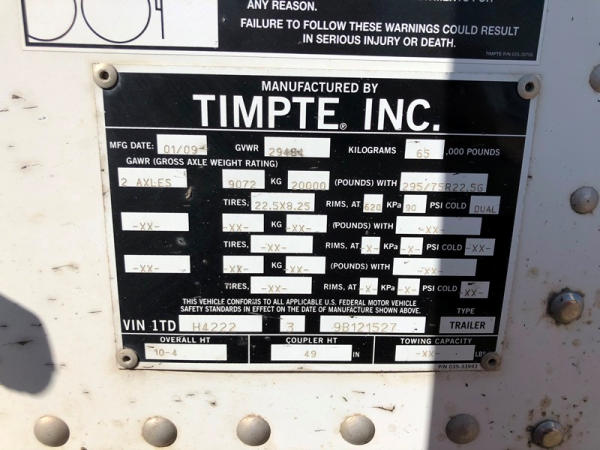 004
ANY REASON.
FAILURE TO FOLLOW THESE WARNINGS COULD RESULT
IN SERIOUS INJURY OR DEATH.
MANUFACTURED BY
TIMPTE® INC.
MFG DATE: 01/09 GVWR 29484 KILOGRAMS 65 ,000 POUNDS
GAWR (GROSS AXLE WEIGHT RATING)
2 AXLES 9072 KG 20000 (POUNDS) WITH 295/75R22.5G
TIRES, 22.5X8.25 RIMS, AT 620 KPa 90 PSI COLD DUAL
-XX- -XX- KG -XX- (POUNDS) WITH -XX-
TIRES, -XX- RIMS, AT -X- KPa -X- PSI COLD -XX-
-XX- -XX- KG -XX- (POUNDS) WITH -XX-
TIRES, -XX- RIMS, AT -X- KPa -X- PSI COLD -XX-
THIS VEHICLE CONFORMS TO ALL APPLICABLE U.S. FEDERAL MOTOR VEHICLE
SAFETY STANDARDS IN EFFECT ON THE DATE OF MANUFACTURE SHOWN ABOVE.
TYPE
VIN 1TD H4222 3 9B121527 TRAILER
OVERALL HT COUPLER HT TOWING CAPACITY
10-4 49 IN -XX- LBS